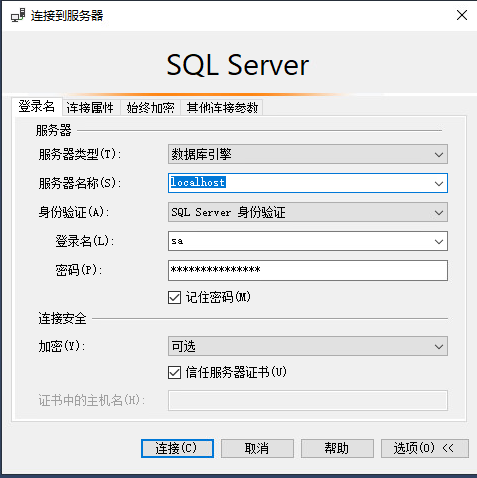 连接到服务器
SQL Server
登录名 连接属性 始终加密 其他连接参数
服务器
服务器类型(T): 数据库引擎
服务器名称(S): localhost
身份验证(A): SQL Server 身份验证
登录名(L): sa
密码(P): ***************
记住密码(M)
连接安全
加密(Y): 可选
信任服务器证书(U)
证书中的主机名(H):
连接(C) 取消 帮助 选项(O) <<